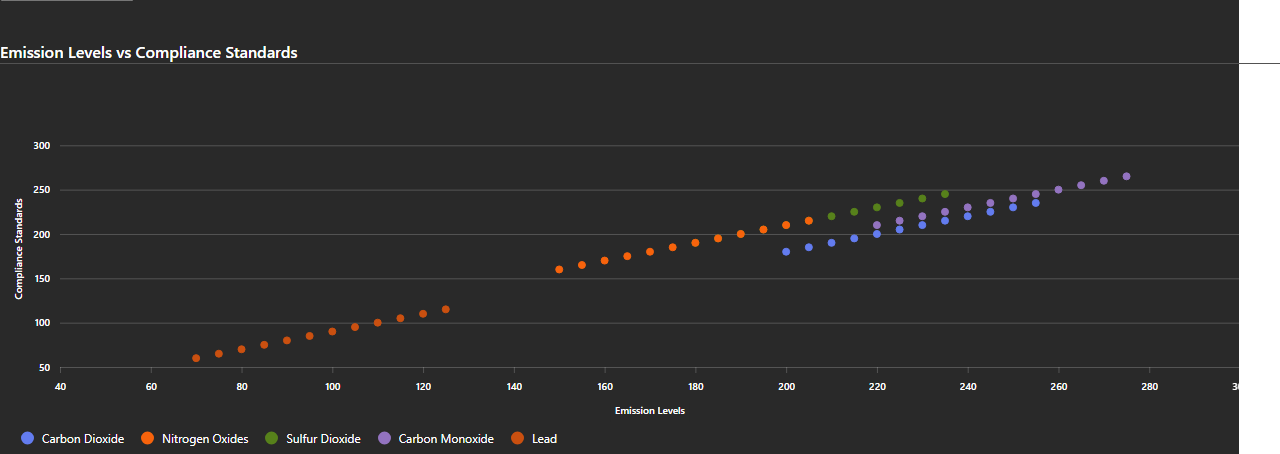 Emission Levels vs Compliance Standards
300
250
200
150
100
50
Compliance Standards
40 60 80 100 120 140 160 180 200 220 240 260 280
Emission Levels
Carbon Dioxide Nitrogen Oxides Sulfur Dioxide Carbon Monoxide Lead